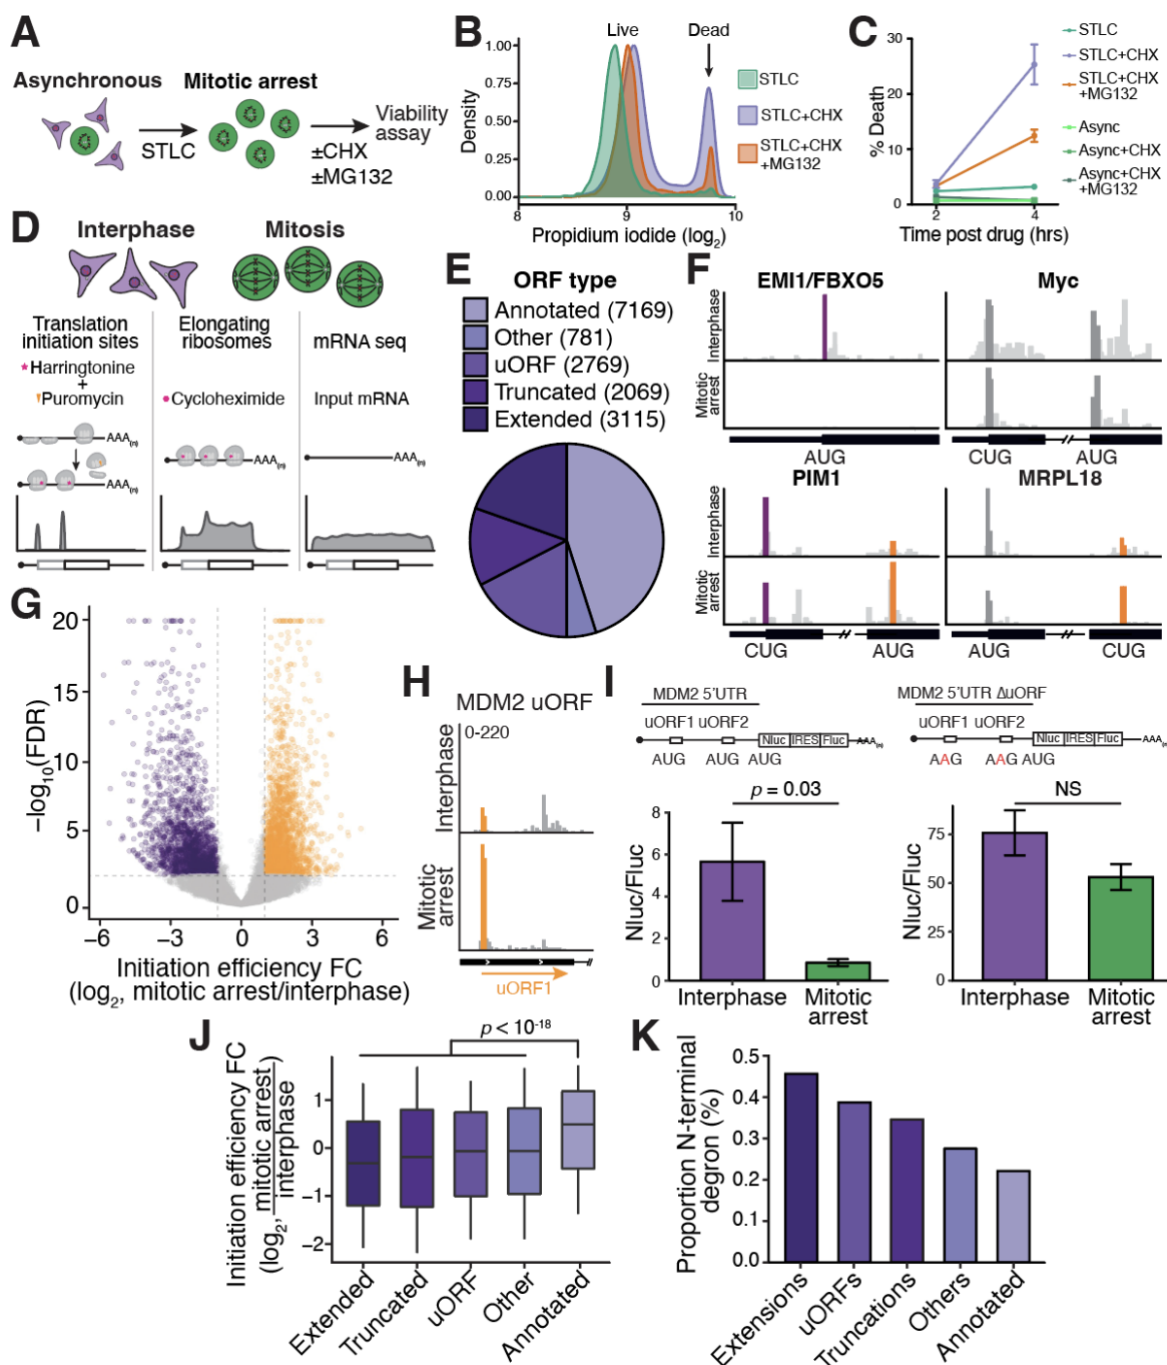 A
Asynchronous
Mitotic arrest
STLC
±CHX
±MG132
Viability
assay
B
Live
Dead
Density
1.00
0.75
0.50
0.25
0.00
8
9
10
Propidium iodide (log2)
STLC
STLC+CHX
STLC+CHX
+MG132
C
% Death
30
20
10
0
2
4
Time post drug (hrs)
STLC
STLC+CHX
STLC+CHX
+MG132
Async
Async+CHX
Async+CHX
+MG132
D
Interphase
Mitosis
Translation
initiation sites
Harringtonine
+
Puromycin
AAA(n)
AAA(n)
Elongating
ribosomes
Cycloheximide
AAA(n)
mRNA seq
Input mRNA
AAA(n)
E
ORF type
Annotated (7169)
Other (781)
uORF (2769)
Truncated (2069)
Extended (3115)
F
EMI1/FBXO5
Interphase
Mitotic
arrest
AUG
Myc
CUG
AUG
PIM1
Interphase
Mitotic
arrest
CUG
AUG
MRPL18
AUG
CUG
G
-log10(FDR)
20
15
10
5
0
−6
−3
0
3
6
Initiation efficiency FC
(log2, mitotic arrest/interphase)
H
MDM2 uORF
0-220
Interphase
Mitotic
arrest
uORF1
I
MDM2 5'UTR
uORF1 uORF2
Nluc IRES Fluc AAA(n)
AUG AUG AUG
MDM2 5'UTR ΔuORF
uORF1 uORF2
Nluc IRES Fluc AAA(n)
AAG AAG AUG
p = 0.03
Nluc/Fluc
8
6
4
2
0
Interphase
Mitotic
arrest
NS
Nluc/Fluc
75
50
25
0
Interphase
Mitotic
arrest
J
p < 10-18
Initiation efficiency FC
(log2, mitotic arrest
interphase)
1
0
−1
−2
Extended
Truncated
uORF
Other
Annotated
K
Proportion N-terminal
degron (%)
0.5
0.4
0.3
0.2
0.1
0.0
Extensions
uORFs
Truncations
Others
Annotated